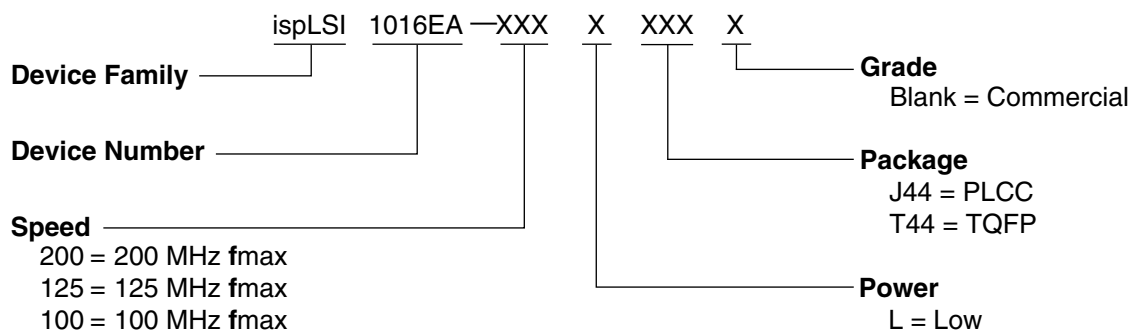 ispLSI 1016EA —XXX X XXX X
Device Family
Device Number
Speed
200 = 200 MHz fmax
125 = 125 MHz fmax
100 = 100 MHz fmax
Grade
Blank = Commercial
Package
J44 = PLCC
T44 = TQFP
Power
L = Low